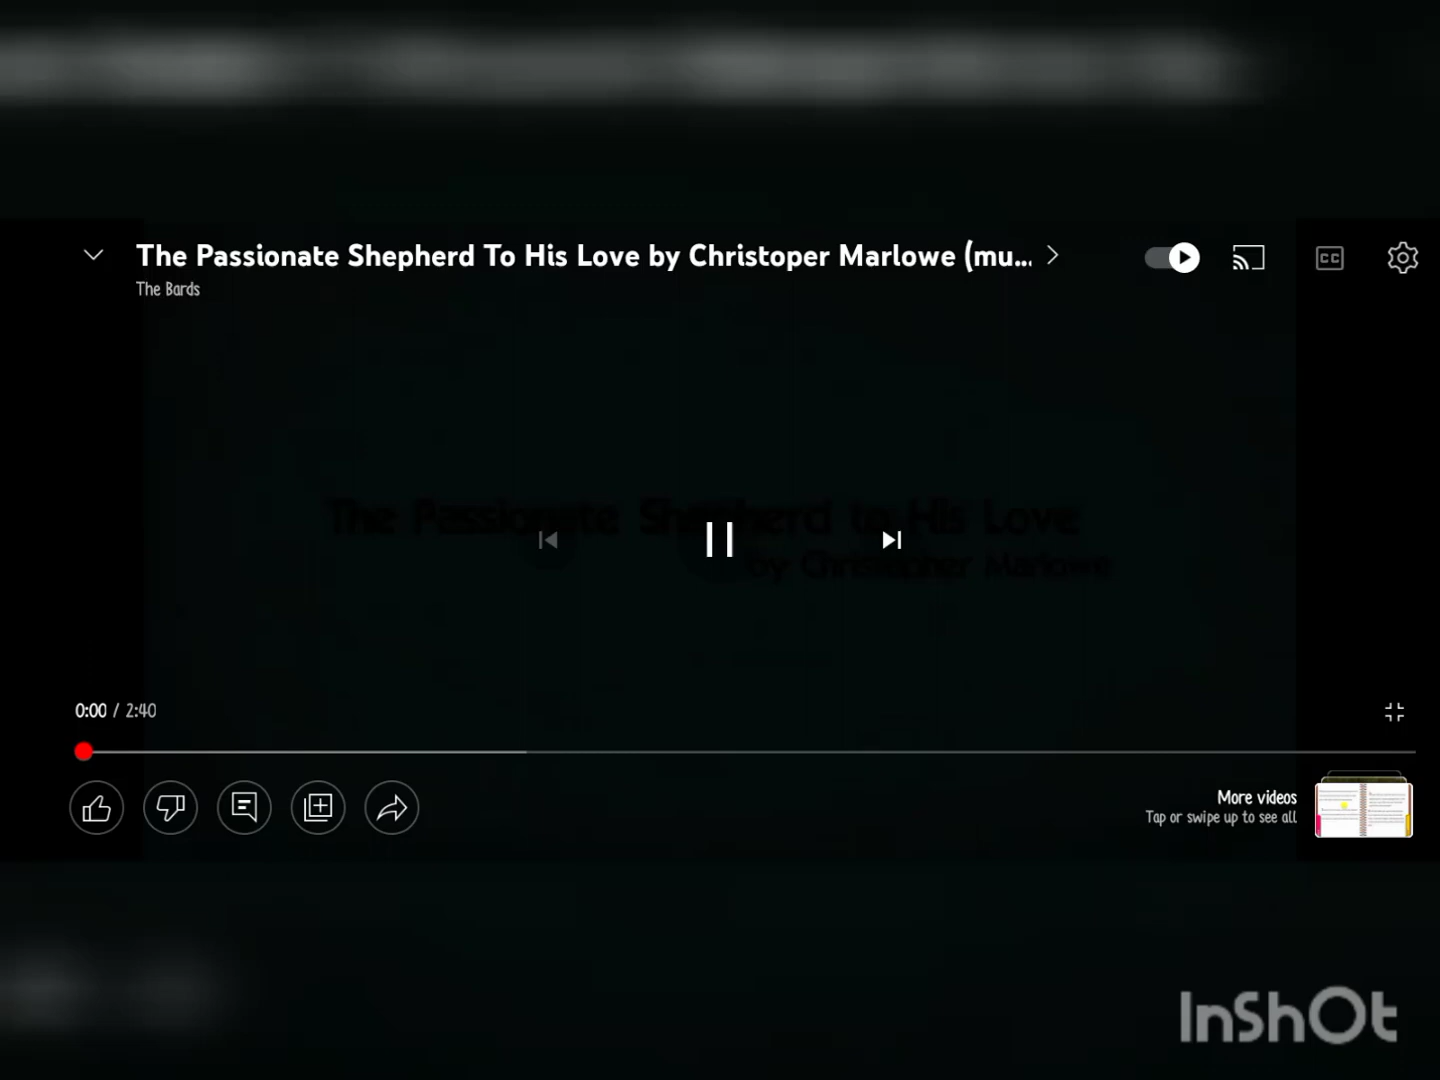 The Passionate Shepherd To His Love by Christoper Marlowe (mu...
The Bards
CC
The Passionate Shepherd to His Love
by Christopher Marlowe
0:00 / 2:40
More videos
Tap or swipe up to see all
InShOt